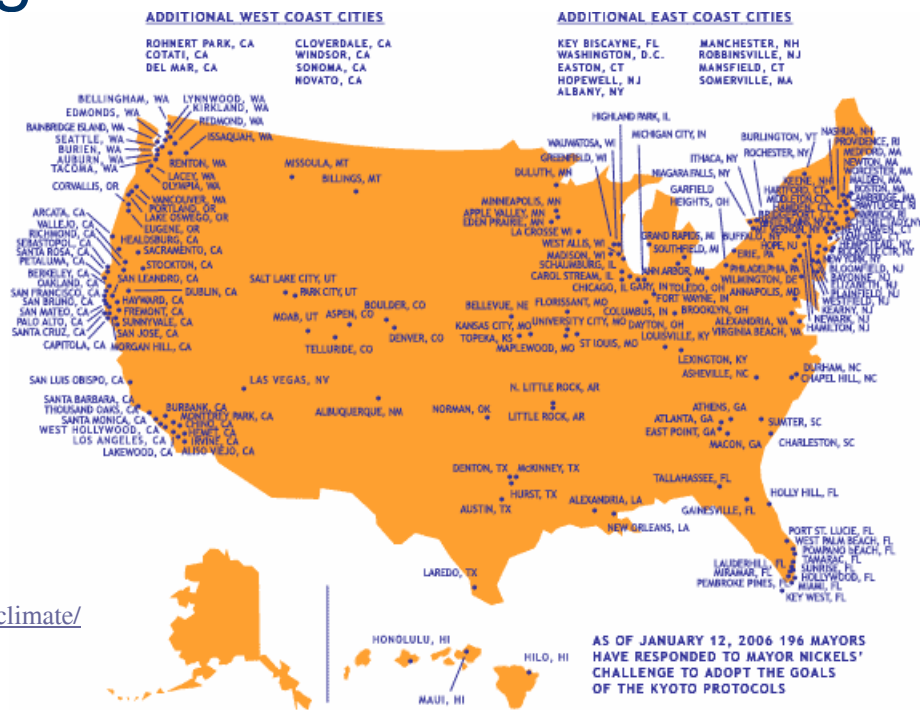 ADDITIONAL WEST COAST CITIES
ROHNERT PARK, CA
COTATI, CA
DEL MAR, CA
CLOVERDALE, CA
WINDSOR, CA
SONOMA, CA
NOVATO, CA
ADDITIONAL EAST COAST CITIES
KEY BISCAYNE, FL
WASHINGTON, D.C.
EASTON, CT
HOPEWELL, NJ
ALBANY, NY
MANCHESTER, NH
ROBBINSVILLE, NJ
MANSFIELD, CT
SOMERVILLE, MA
BELLINGHAM, WA
EDMONDS, WA
BAINBRIDGE ISLAND, WA
SEATTLE, WA
BURIEN, WA
AUBURN, WA
TACOMA, WA
LYNNWOOD, WA
KIRKLAND, WA
REDMOND, WA
ISSAQUAH, WA
RENTON, WA
LACEY, WA
OLYMPIA, WA
CORVALLIS, OR
VANCOUVER, WA
PORTLAND, OR
LAKE OSWEGO, OR
EUGENE, OR
ARCATA, CA
VALLEJO, CA
RICHMOND, CA
SEBASTOPOL, CA
SANTA ROSA, CA
PETALUMA, CA
BERKELEY, CA
OAKLAND, CA
SAN FRANCISCO, CA
SAN BRUNO, CA
SAN MATEO, CA
PALO ALTO, CA
SANTA CRUZ, CA
CAPITOLA, CA
HEALDSBURG, CA
SACRAMENTO, CA
STOCKTON, CA
SAN LEANDRO, CA
DUBLIN, CA
HAYWARD, CA
FREMONT, CA
SUNNYVALE, CA
SAN JOSE, CA
MORGAN HILL, CA
SAN LUIS OBISPO, CA
SANTA BARBARA, CA
THOUSAND OAKS, CA
SANTA MONICA, CA
WEST HOLLYWOOD, CA
LOS ANGELES, CA
LAKEWOOD, CA
BURBANK, CA
MONTEREY PARK, CA
CHINO, CA
HEMET, CA
IRVINE, CA
ALISO VIEJO, CA
MISSOULA, MT
BILLINGS, MT
SALT LAKE CITY, UT
PARK CITY, UT
MOAB, UT
ASPEN, CO
BOULDER, CO
DENVER, CO
TELLURIDE, CO
LAS VEGAS, NV
ALBUQUERQUE, NM
HIGHLAND PARK, IL
MICHIGAN CITY, IN
WAUWATOSA, WI
GREENFIELD, WI
DULUTH, MN
MINNEAPOLIS, MN
APPLE VALLEY, MN
EDEN PRAIRIE, MN
LA CROSSE WI
WEST ALLIS, WI
MADISON, WI
SCHAUMBURG, IL
CAROL STREAM, IL
CHICAGO, IL
GARY, IN
TOLEDO, OH
FORT WAYNE, IN
GRAND RAPIDS, MI
SOUTHFIELD, MI
ANN ARBOR, MI
BELLEVUE, NE
FLORISSANT, MO
KANSAS CITY, MO
UNIVERSITY CITY, MO
TOPEKA, KS
MAPLEWOOD, MO
ST LOUIS, MO
COLUMBUS, IN
BROOKLYN, OH
DAYTON, OH
LOUISVILLE, KY
LEXINGTON, KY
ASHEVILLE, NC
N. LITTLE ROCK, AR
LITTLE ROCK, AR
NORMAN, OK
DENTON, TX
McKINNEY, TX
HURST, TX
AUSTIN, TX
LAREDO, TX
ALEXANDRIA, LA
NEW ORLEANS, LA
ATHENS, GA
ATLANTA, GA
EAST POINT, GA
MACON, GA
SUMTER, SC
CHARLESTON, SC
DURHAM, NC
CHAPEL HILL, NC
TALLAHASSEE, FL
GAINESVILLE, FL
HOLLY HILL, FL
PORT ST. LUCIE, FL
WEST PALM BEACH, FL
POMPANO BEACH, FL
TAMARAC, FL
SUNRISE, FL
HOLLYWOOD, FL
MIAMI, FL
KEY WEST, FL
LAUDERHILL, FL
MIRAMAR, FL
PEMBROKE PINES, FL
BURLINGTON, VT
ROCHESTER, NY
ITHACA, NY
NIAGARA FALLS, NY
GARFIELD
HEIGHTS, OH
BUFFALO, NY
ERIE, PA
NASHUA, NH
PROVIDENCE, RI
MEDFORD, MA
NEWTON, MA
WORCESTER, MA
MALDEN, MA
BOSTON, MA
CAMBRIDGE, MA
KEENE, NH
HARTFORD, CT
NEW HAVEN, CT
HEMPSTEAD, NY
NEW YORK, NY
PHILADELPHIA, PA
WILMINGTON, DE
ANNAPOLIS, MD
ALEXANDRIA, VA
VIRGINIA BEACH, VA
BLOOMFIELD, NJ
BAYONNE, NJ
ELIZABETH, NJ
PLAINFIELD, NJ
WESTFIELD, NJ
KEARNY, NJ
NEWARK, NJ
HAMILTON, NJ
climate/
HONOLULU, HI
MAUI, HI
HILO, HI
AS OF JANUARY 12, 2006 196 MAYORS
HAVE RESPONDED TO MAYOR NICKELS'
CHALLENGE TO ADOPT THE GOALS
OF THE KYOTO PROTOCOLS